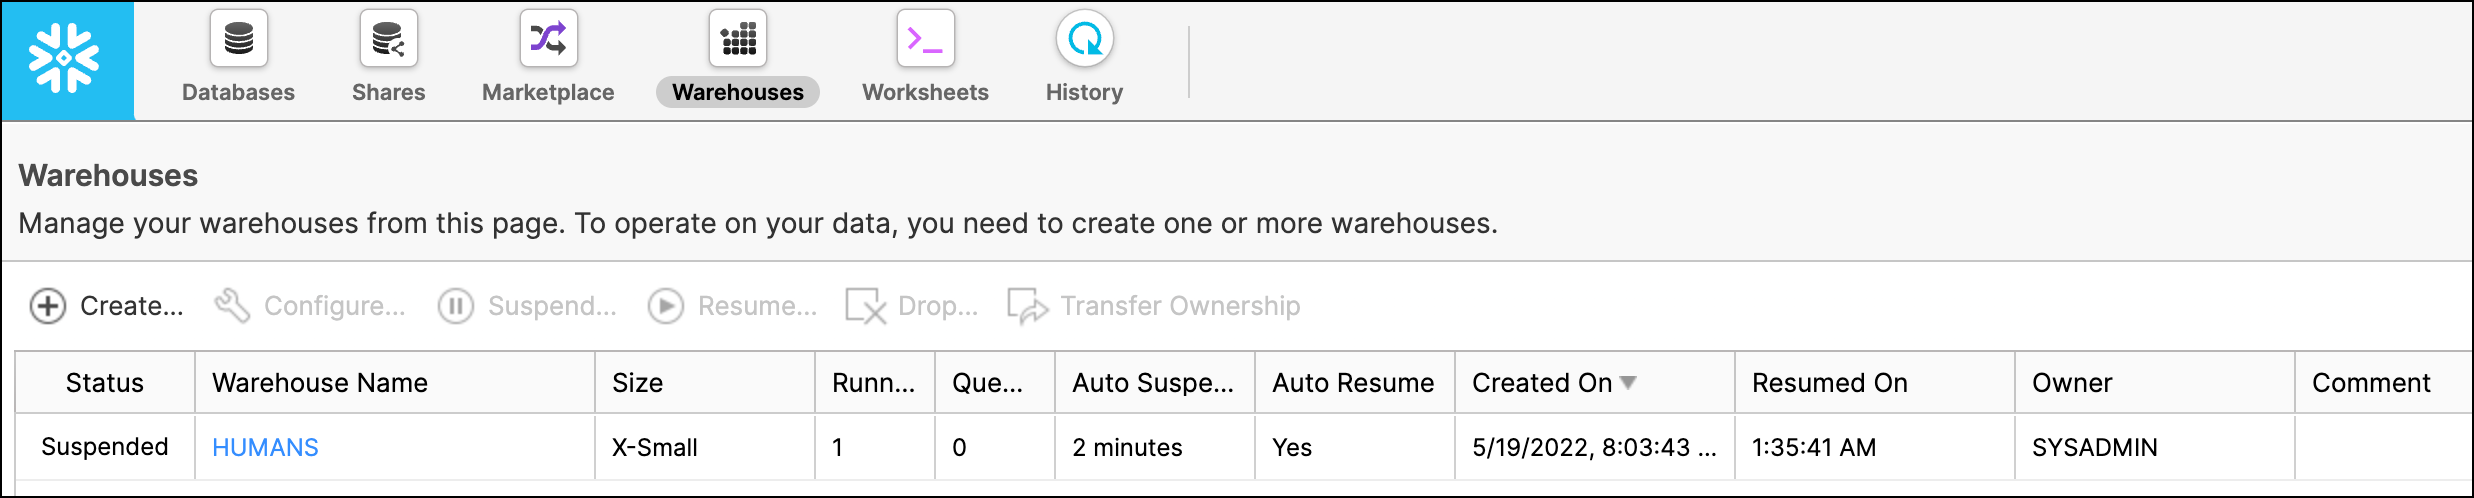 Databases Shares Marketplace Warehouses Worksheets History
Warehouses
Manage your warehouses from this page. To operate on your data, you need to create one or more warehouses.
Create... Configure... Suspend... Resume... Drop... Transfer Ownership
Status Warehouse Name Size Runn... Que... Auto Suspe... Auto Resume Created On Resumed On Owner Comment
Suspended HUMANS X-Small 1 0 2 minutes Yes 5/19/2022, 8:03:43 ... 1:35:41 AM SYSADMIN